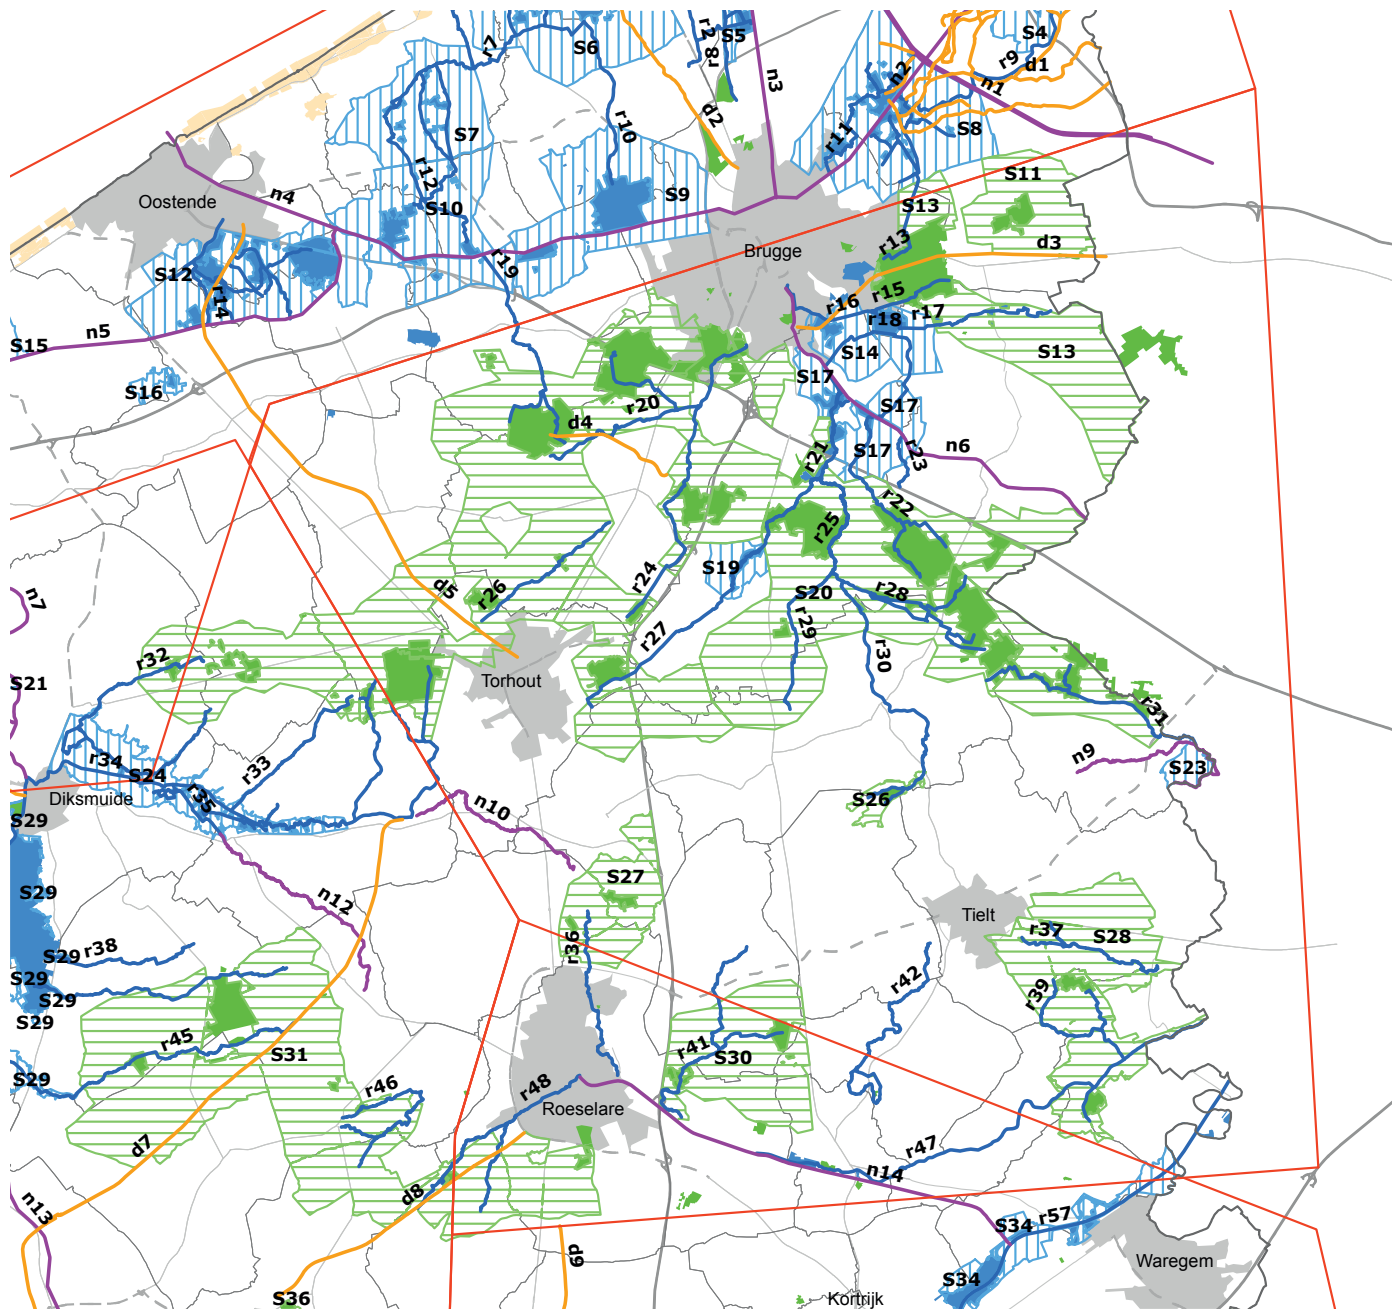 r7
S6
r2
r8
S5
S4
r9
d1
n3
n2
n1
d2
S7
r10
r11
S8
r12
7
S11
Oostende
n4
S10
S9
S13
Brugge
r13
d3
r19
S12
r14
r16
r15
r18
r17
n5
S15
S14
S13
S16
S17
r20
S17
d4
r21
S17
r23
n6
r22
r25
S19
d5
r26
r24
S20
r28
n7
r29
r27
r30
r32
S21
Torhout
r31
r34
S24
r33
n9
S23
Diksmuide
r35
n10
S26
S29
S27
S29
n12
Tielt
r37
S28
r38
S29
r36
S29
r42
r39
S29
S29
r45
S31
r41
S30
S29
r46
r48
Roeselare
d7
r47
n14
d8
n13
S34
r57
d9
Waregem
S34
S36
Kortrijk